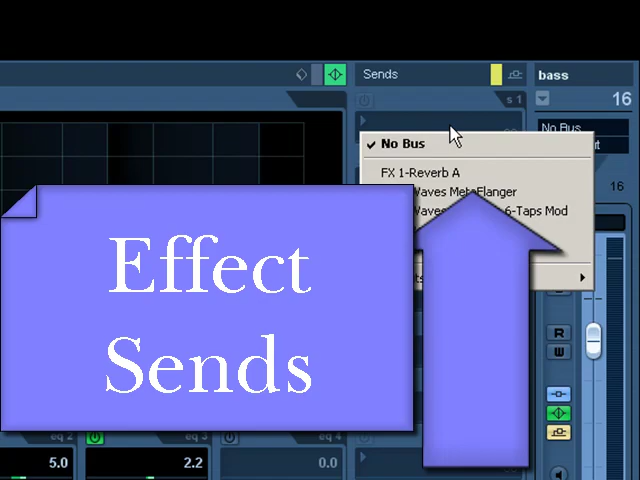 Sends
bass
s 1
16
No Bus
No Bus
FX 1-Reverb A
Waves MetaFlanger
6-Taps Mod
16
Effect
Sends
R
W
eq 2
eq 3
eq 4
5.0
2.2
0.0